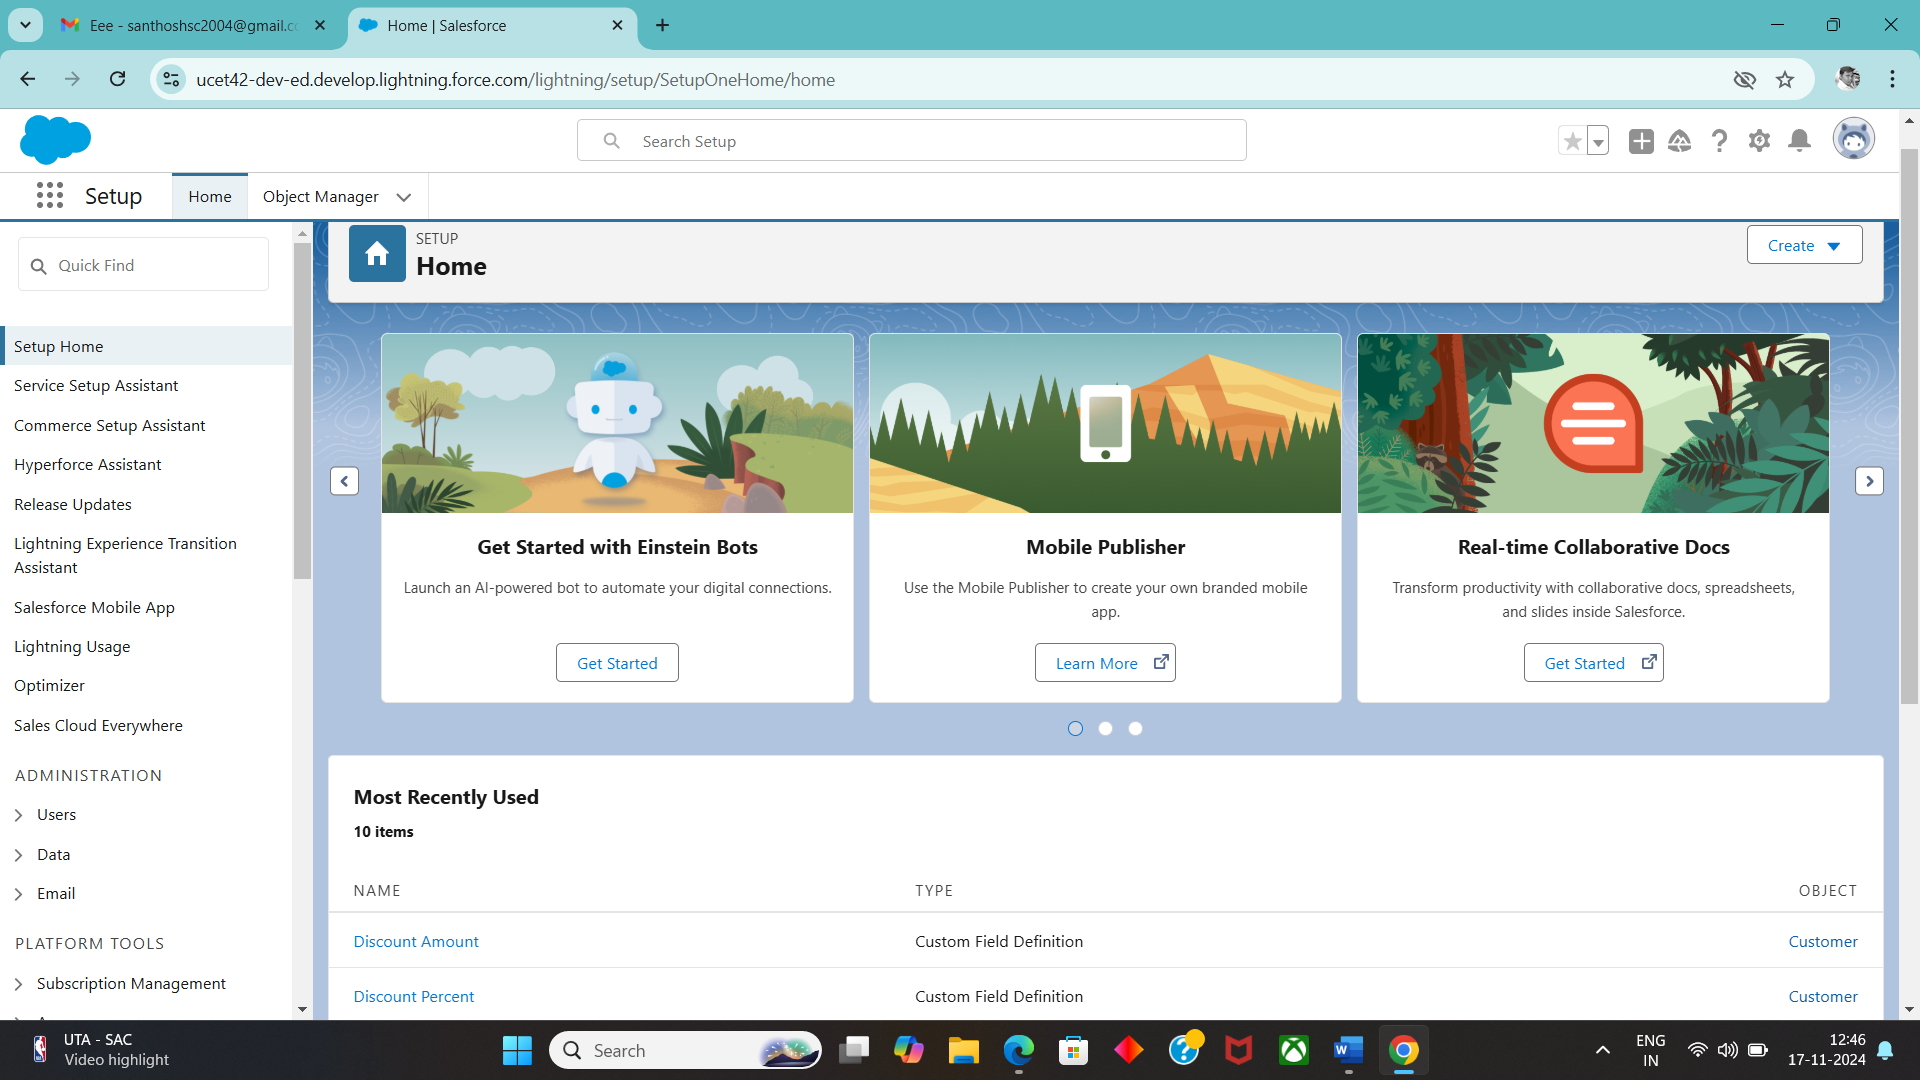 Eee - santhoshsc2004@gmail.c
Home | Salesforce
ucet42-dev-ed.develop.lightning.force.com/lightning/setup/SetupOneHome/home
Search Setup
Setup
Home
Object Manager
Quick Find
Setup Home
Service Setup Assistant
Commerce Setup Assistant
Hyperforce Assistant
Release Updates
Lightning Experience Transition
Assistant
Salesforce Mobile App
Lightning Usage
Optimizer
Sales Cloud Everywhere
ADMINISTRATION
Users
Data
Email
PLATFORM TOOLS
Subscription Management
SETUP
Home
Create
Get Started with Einstein Bots
Launch an AI-powered bot to automate your digital connections.
Get Started
Mobile Publisher
Use the Mobile Publisher to create your own branded mobile
app.
Learn More
Real-time Collaborative Docs
Transform productivity with collaborative docs, spreadsheets,
and slides inside Salesforce.
Get Started
Most Recently Used
10 items
NAME TYPE OBJECT
Discount Amount Custom Field Definition Customer
Discount Percent Custom Field Definition Customer
UTA - SAC
Video highlight
Search
ENG
IN
12:46
17-11-2024